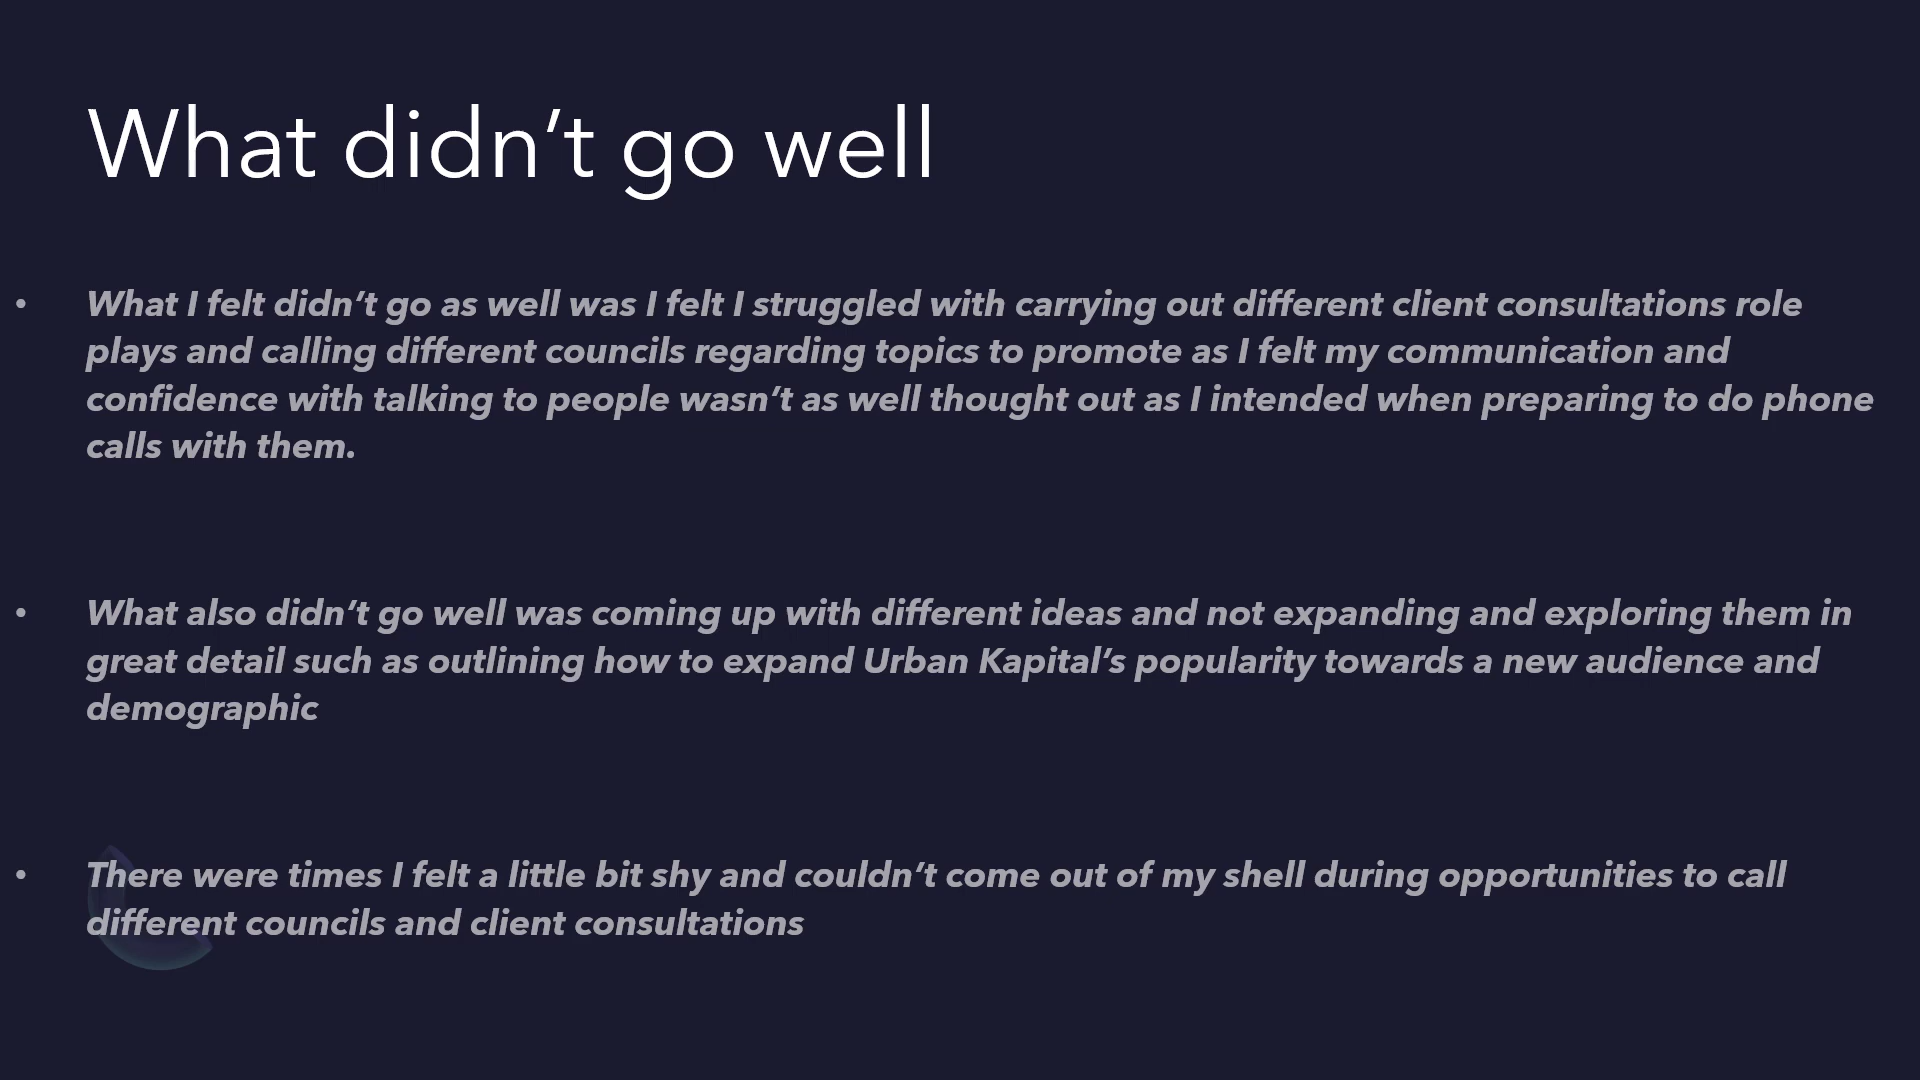 What didn’t go well
• What I felt didn’t go as well was I felt I struggled with carrying out different client consultations role
plays and calling different councils regarding topics to promote as I felt my communication and
confidence with talking to people wasn’t as well thought out as I intended when preparing to do phone
calls with them.
• What also didn’t go well was coming up with different ideas and not expanding and exploring them in
great detail such as outlining how to expand Urban Kapital’s popularity towards a new audience and
demographic
• There were times I felt a little bit shy and couldn’t come out of my shell during opportunities to call
different councils and client consultations